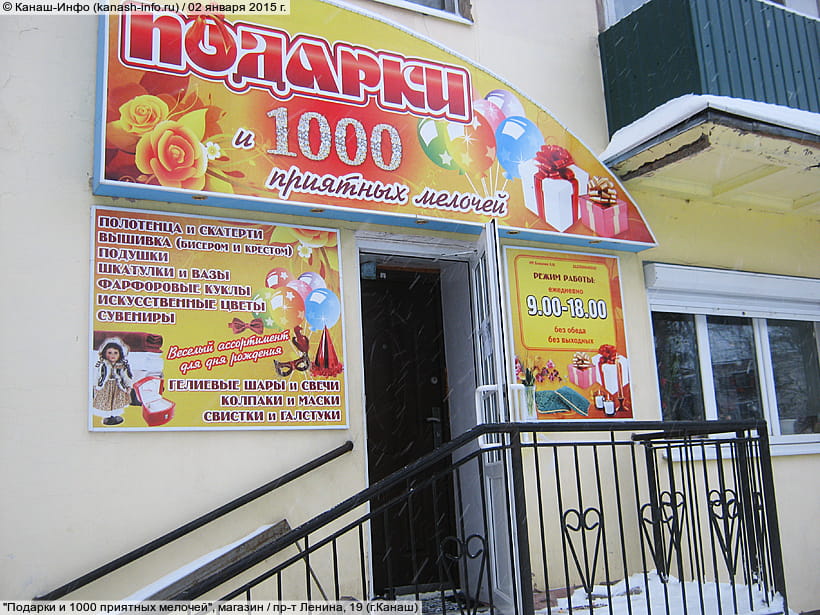 © Канаш-Инфо (kanash-info.ru) / 02 января 2015 г.
ПОДАРКИ
и 1000
приятных мелочей
ПОЛОТЕНЦА И СКАТЕРТИ
ВЫШИВКА (БИСЕРОМ И КРЕСТОМ)
ПОДУШКИ
ШКАТУЛКИ И ВАЗЫ
ФАРФОРОВЫЕ КУКЛЫ
ИСКУССТВЕННЫЕ ЦВЕТЫ
СУВЕНИРЫ
Веселый ассортимент
для дня рождения
ГЕЛИЕВЫЕ ШАРЫ И СВЕЧИ
КОЛПАКИ И МАСКИ
СВИСТКИ И ГАЛСТУКИ
РЕЖИМ РАБОТЫ:
ежедневно
9.00-18.00
без обеда
без выходных
"Подарки и 1000 приятных мелочей", магазин / пр-т Ленина, 19 (г.Канаш)